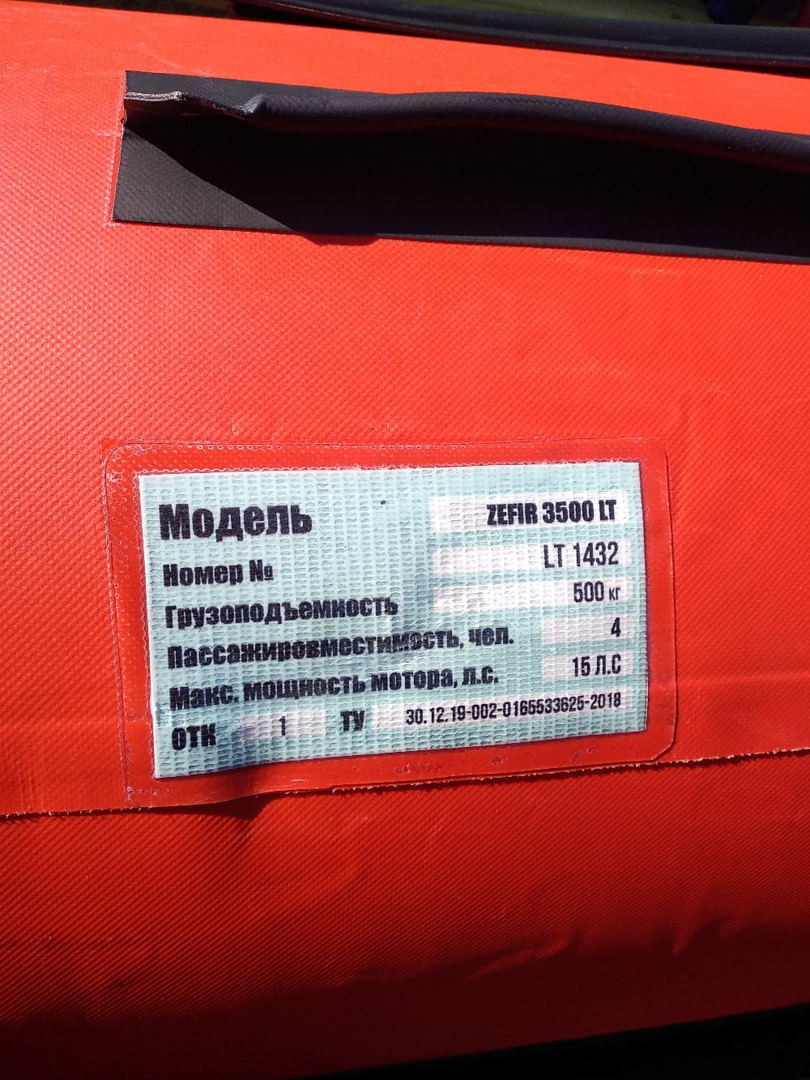 Модель ZEFIR 3500 LT
Номер № LT 1432
Грузоподъемность 500 кг
Пассажировместимость, чел. 4
Макс. мощность мотора, л.с. 15 Л.С
ОТК 1 ТУ 30.12.19-002-0165533625-2018